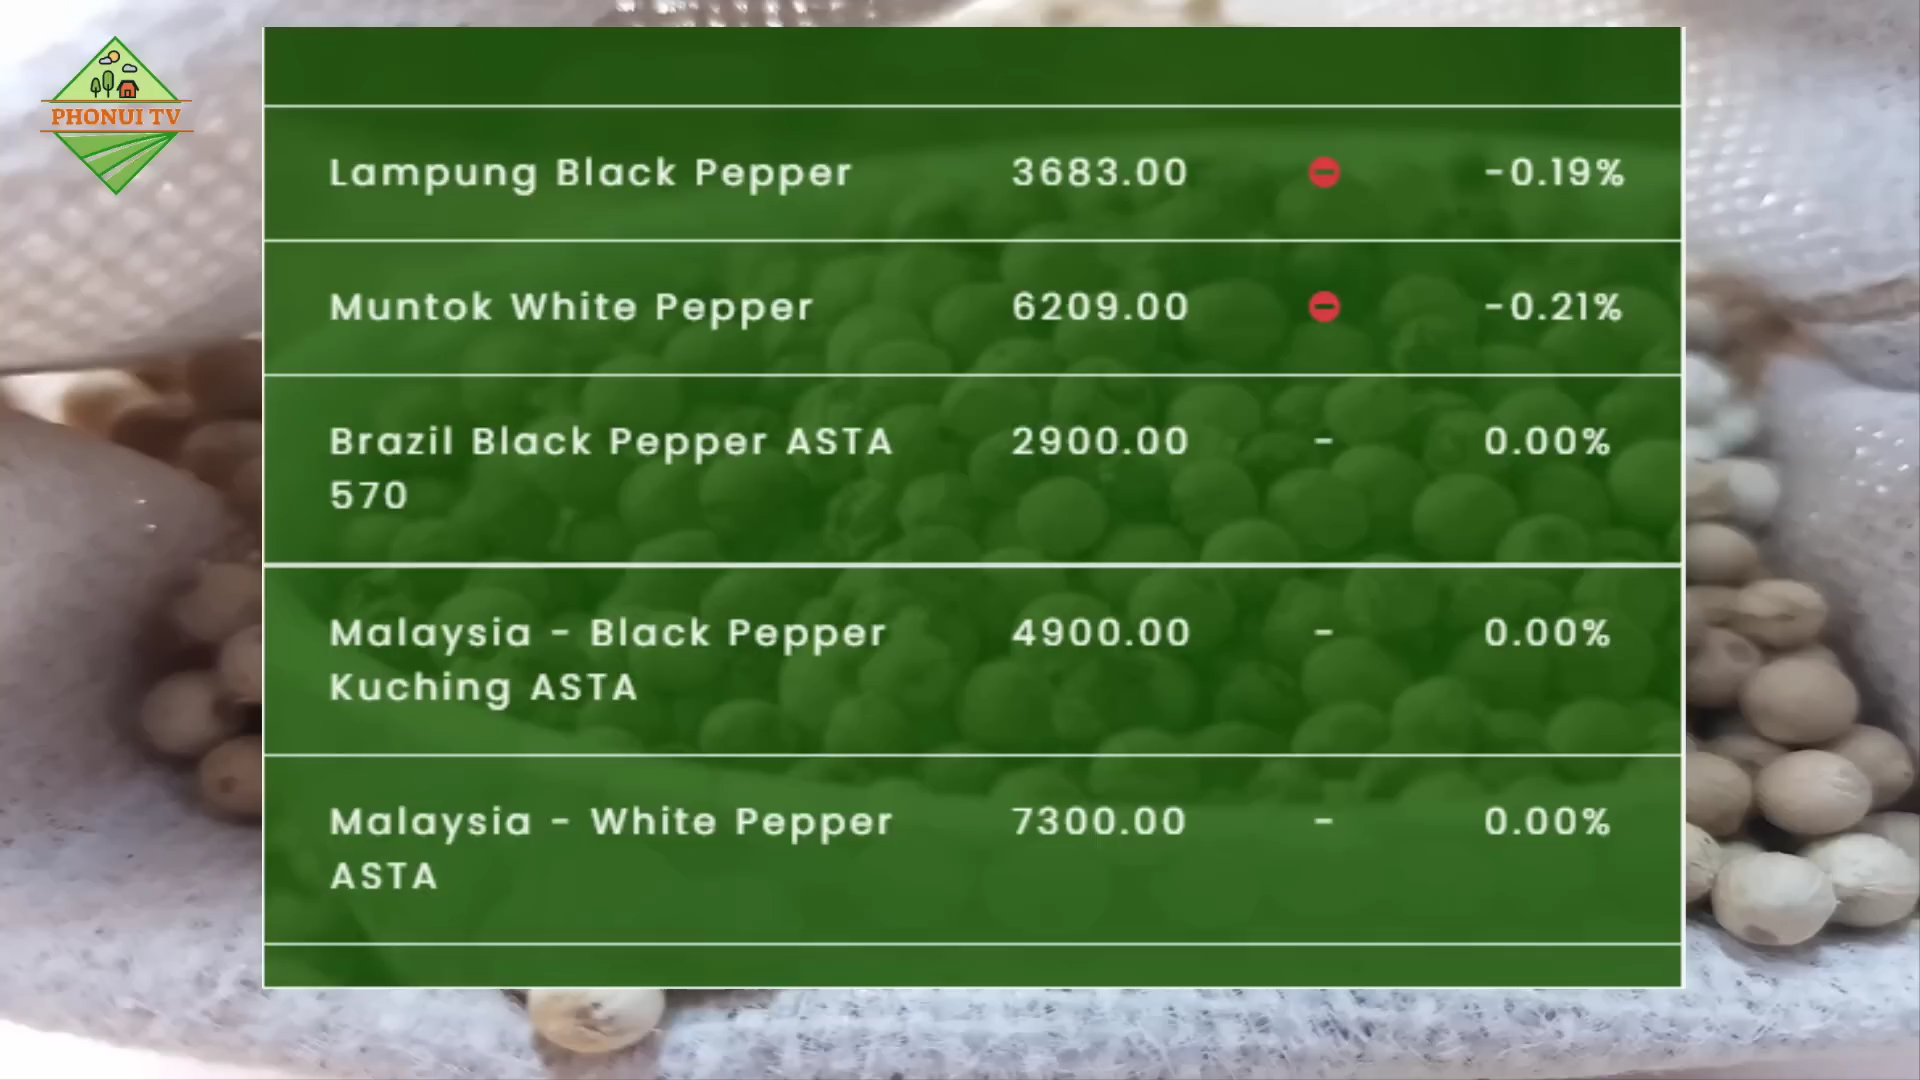 PHONUI TV
Lampung Black Pepper 3683.00 -0.19%
Muntok White Pepper 6209.00 -0.21%
Brazil Black Pepper ASTA 2900.00 - 0.00%
570
Malaysia - Black Pepper 4900.00 - 0.00%
Kuching ASTA
Malaysia - White Pepper 7300.00 - 0.00%
ASTA